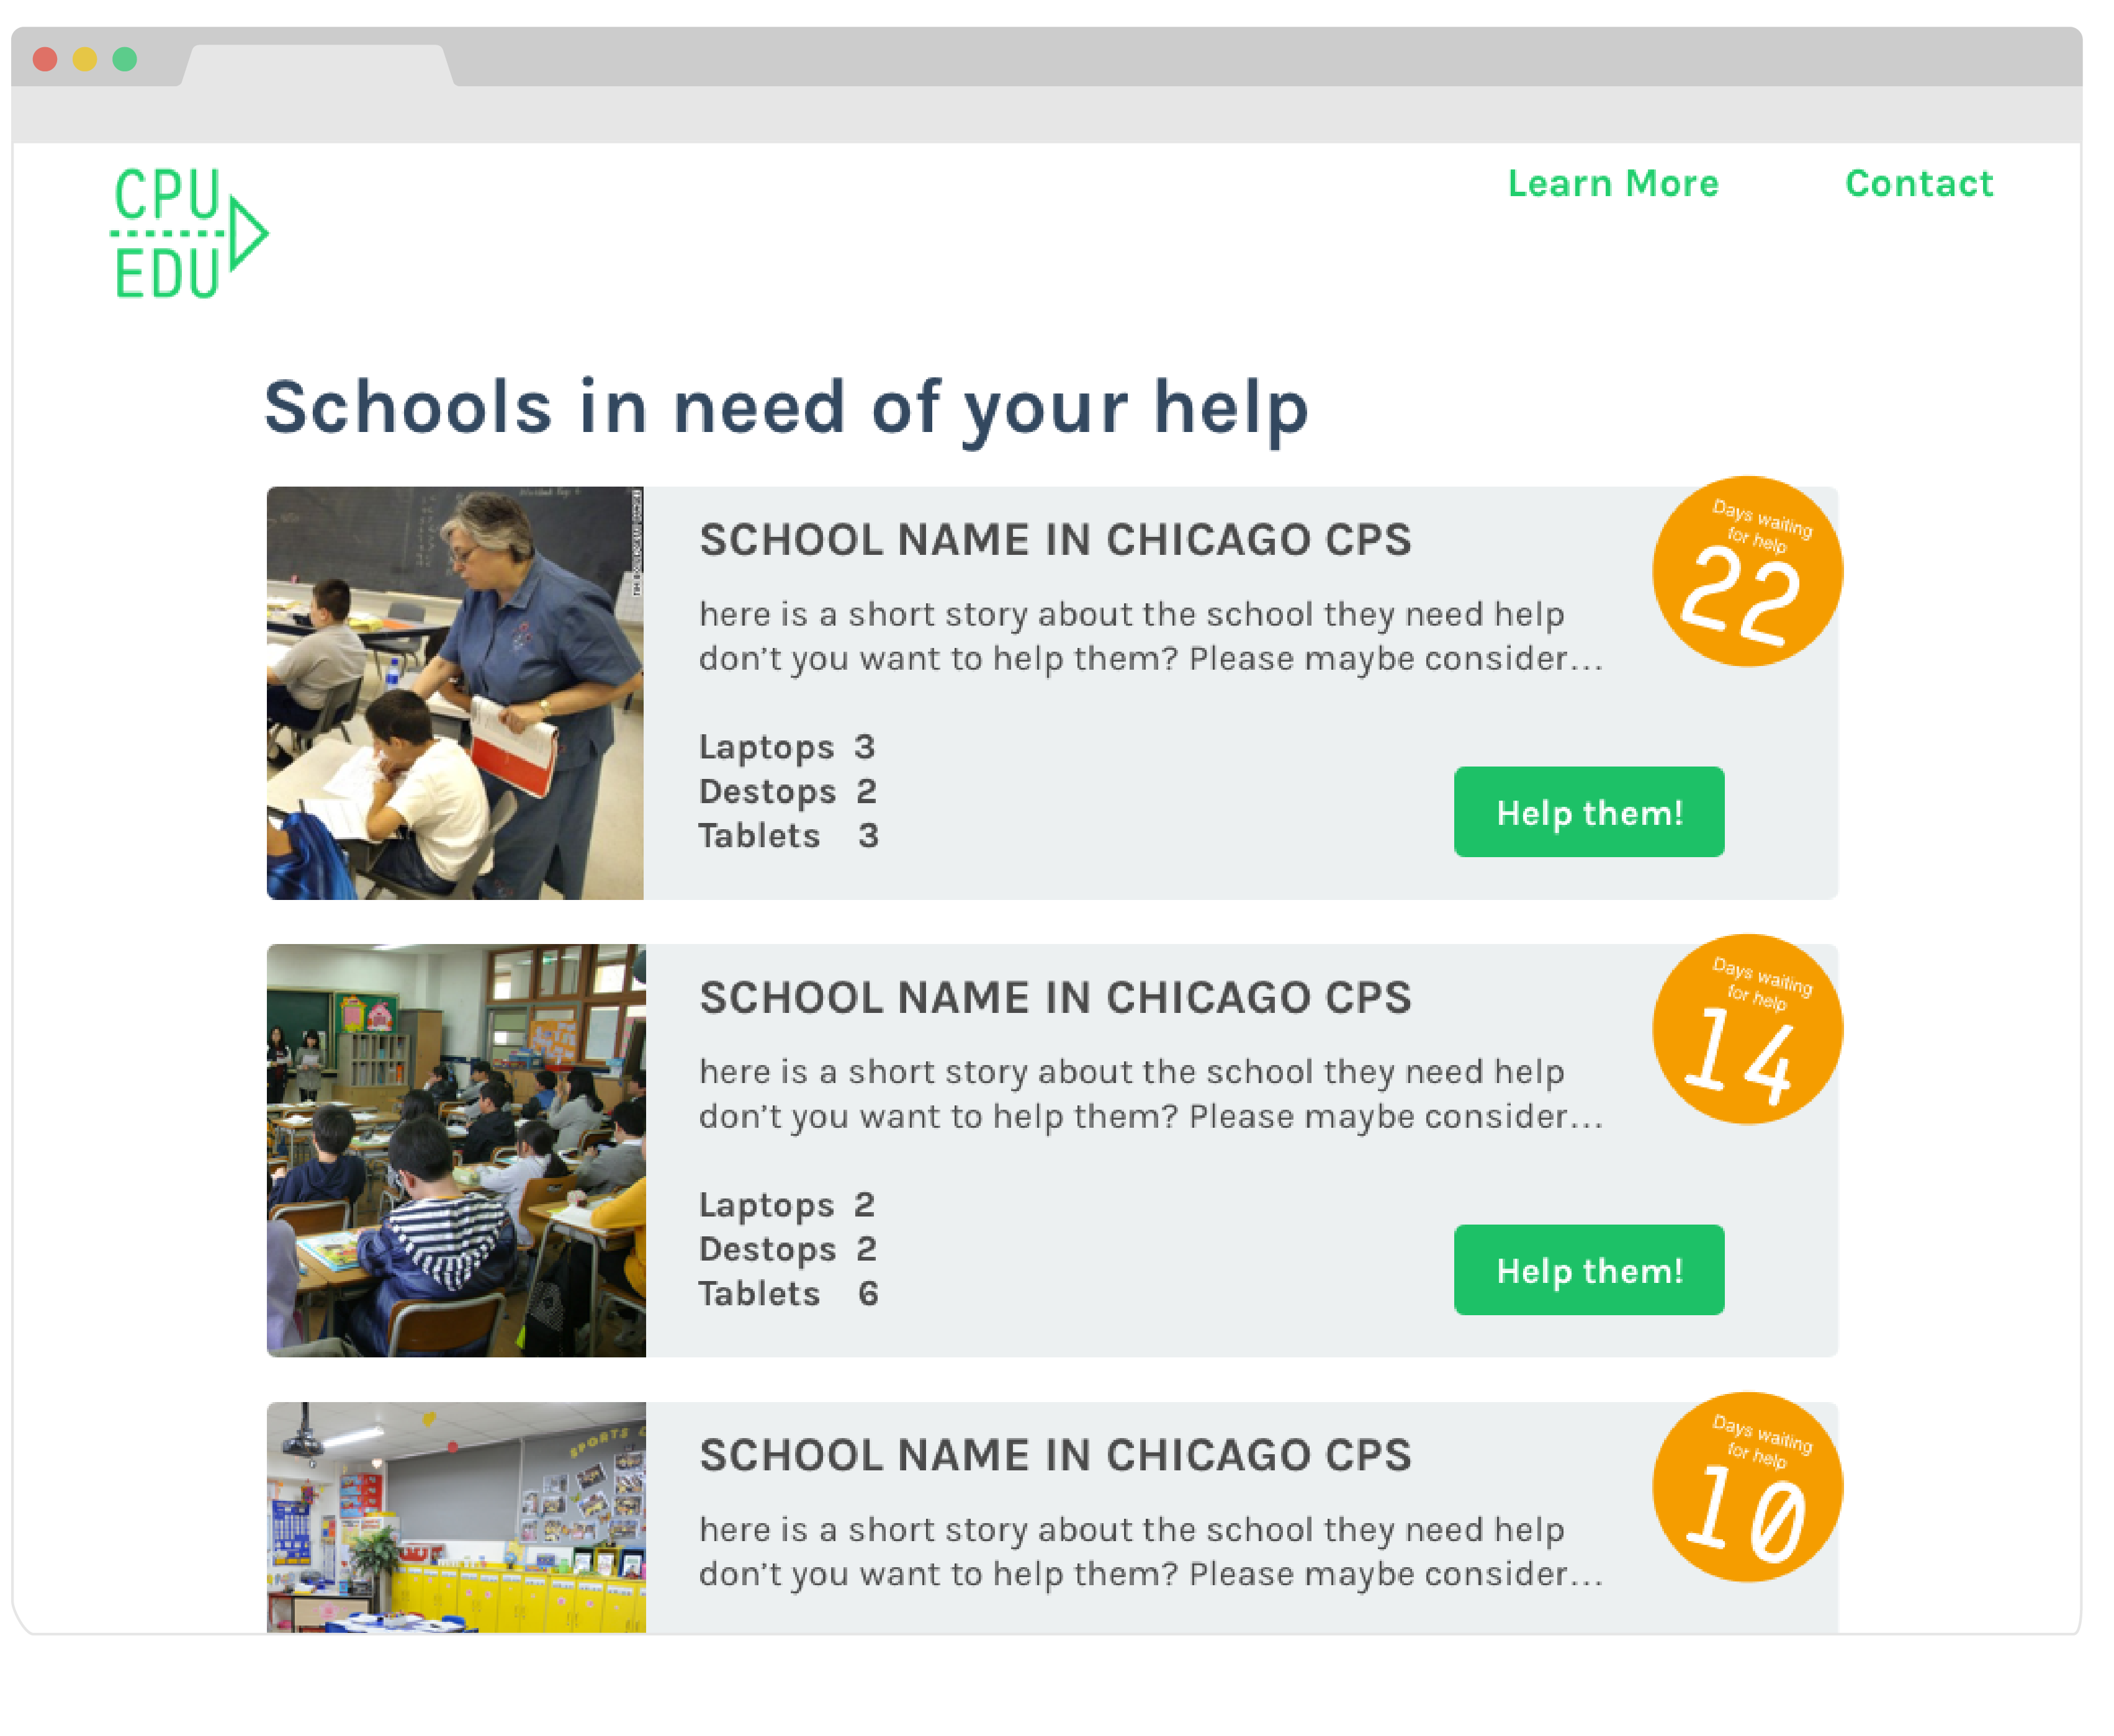 CPU
EDU
Learn More
Contact
Schools in need of your help
SCHOOL NAME IN CHICAGO CPS
here is a short story about the school they need help
don't you want to help them? Please maybe consider...
Laptops 3
Destops 2
Tablets 3
Days waiting
for help
22
Help them!
SCHOOL NAME IN CHICAGO CPS
here is a short story about the school they need help
don't you want to help them? Please maybe consider...
Laptops 2
Destops 2
Tablets 6
Days waiting
for help
14
Help them!
SPORTS
SCHOOL NAME IN CHICAGO CPS
here is a short story about the school they need help
don't you want to help them? Please maybe consider...
Days waiting
for help
10